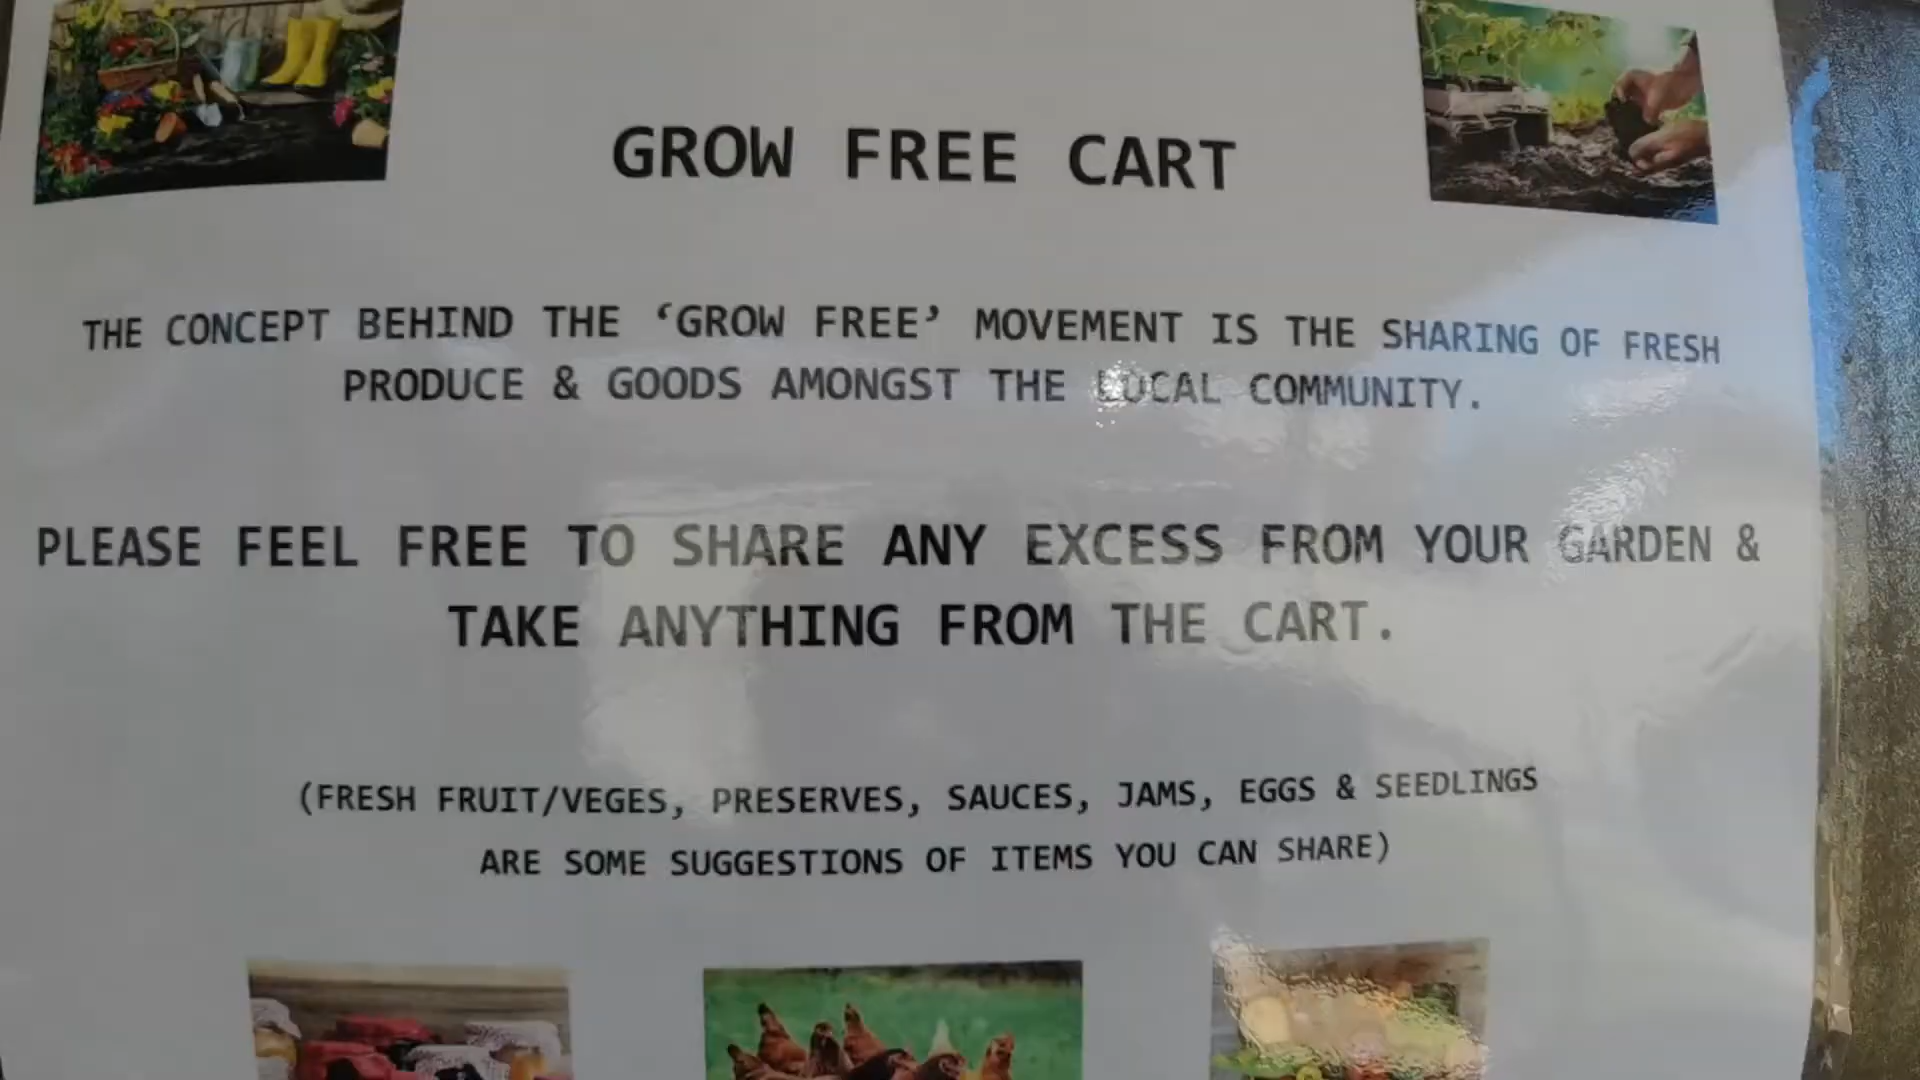 GROW FREE CART
THE CONCEPT BEHIND THE ‘GROW FREE’ MOVEMENT IS THE SHARING OF FRESH
PRODUCE & GOODS AMONGST THE LOCAL COMMUNITY.
PLEASE FEEL FREE TO SHARE ANY EXCESS FROM YOUR GARDEN &
TAKE ANYTHING FROM THE CART.
(FRESH FRUIT/VEGES, PRESERVES, SAUCES, JAMS, EGGS & SEEDLINGS
ARE SOME SUGGESTIONS OF ITEMS YOU CAN SHARE)